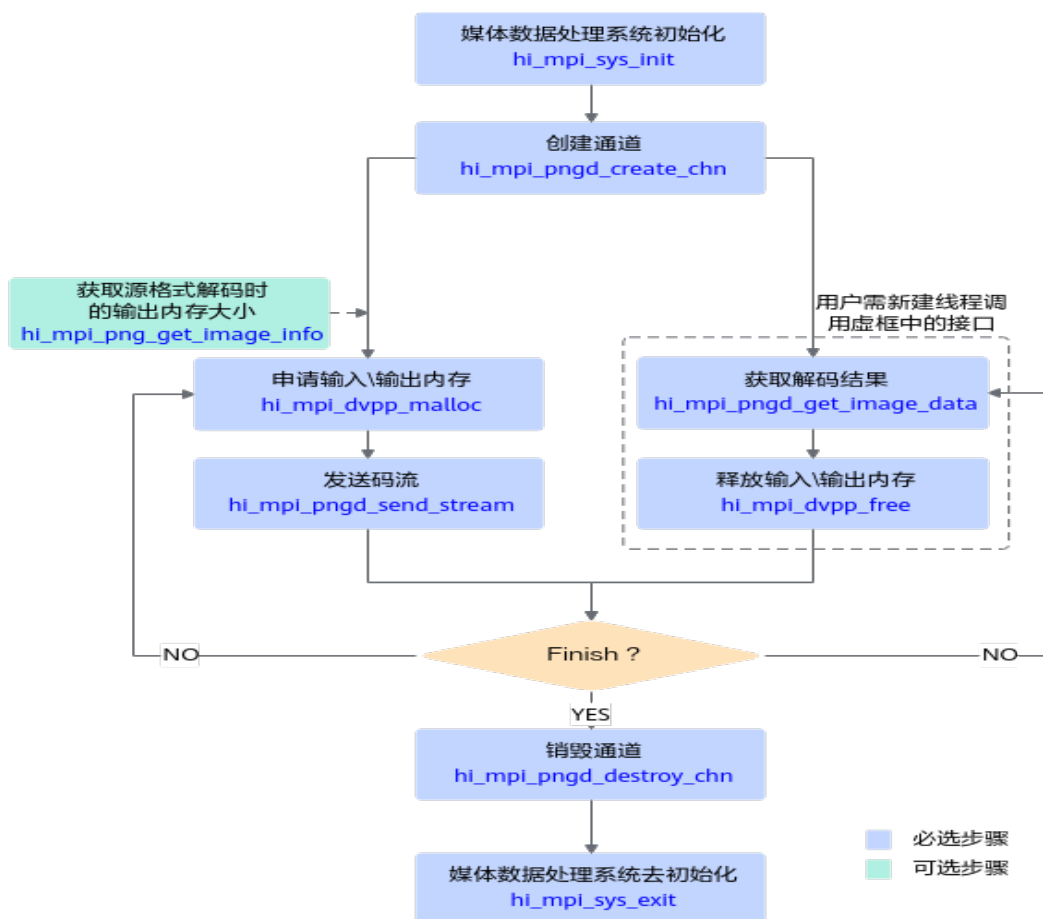 媒体数据处理系统初始化
hi_mpi_sys_init
创建通道
hi_mpi_pngd_create_chn
获取源格式解码时
的输出内存大小
hi_mpi_png_get_image_info
用户需新建线程调
用虚框中的接口
申请输入\输出内存
hi_mpi_dvpp_malloc
获取解码结果
hi_mpi_pngd_get_image_data
发送码流
hi_mpi_pngd_send_stream
释放输入\输出内存
hi_mpi_dvpp_free
NO
Finish ?
NO
YES
销毁通道
hi_mpi_pngd_destroy_chn
媒体数据处理系统去初始化
hi_mpi_sys_exit
必选步骤
可选步骤